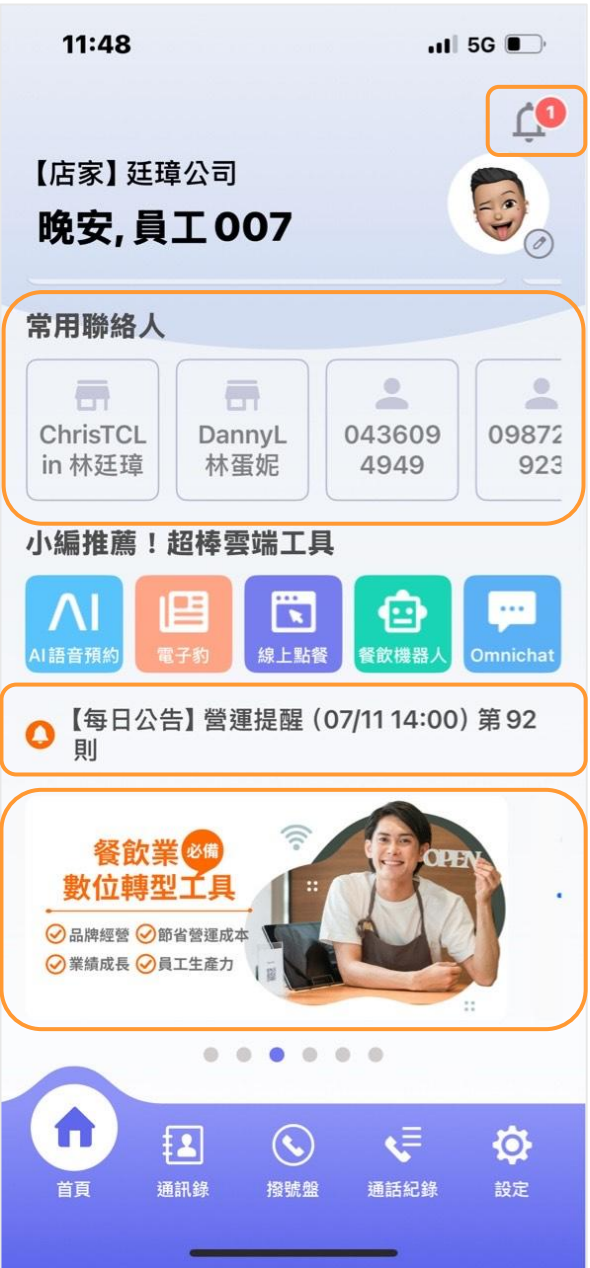 11:48
5G
1
【店家】廷璋公司
晚安, 員工007
常用聯絡人
ChrisTCL
in 林廷璋
DannyL
林蛋妮
043609
4949
09872
923
小編推薦！超棒雲端工具
AI
AI語音預約
電子豹
線上點餐
餐飲機器人
Omnichat
【每日公告】營運提醒（07/11 14:00）第92
則
餐飲業 必備
數位轉型工具
品牌經營 節省營運成本
業績成長 員工生產力
OPEN
首頁
通訊錄
撥號盤
通話紀錄
設定